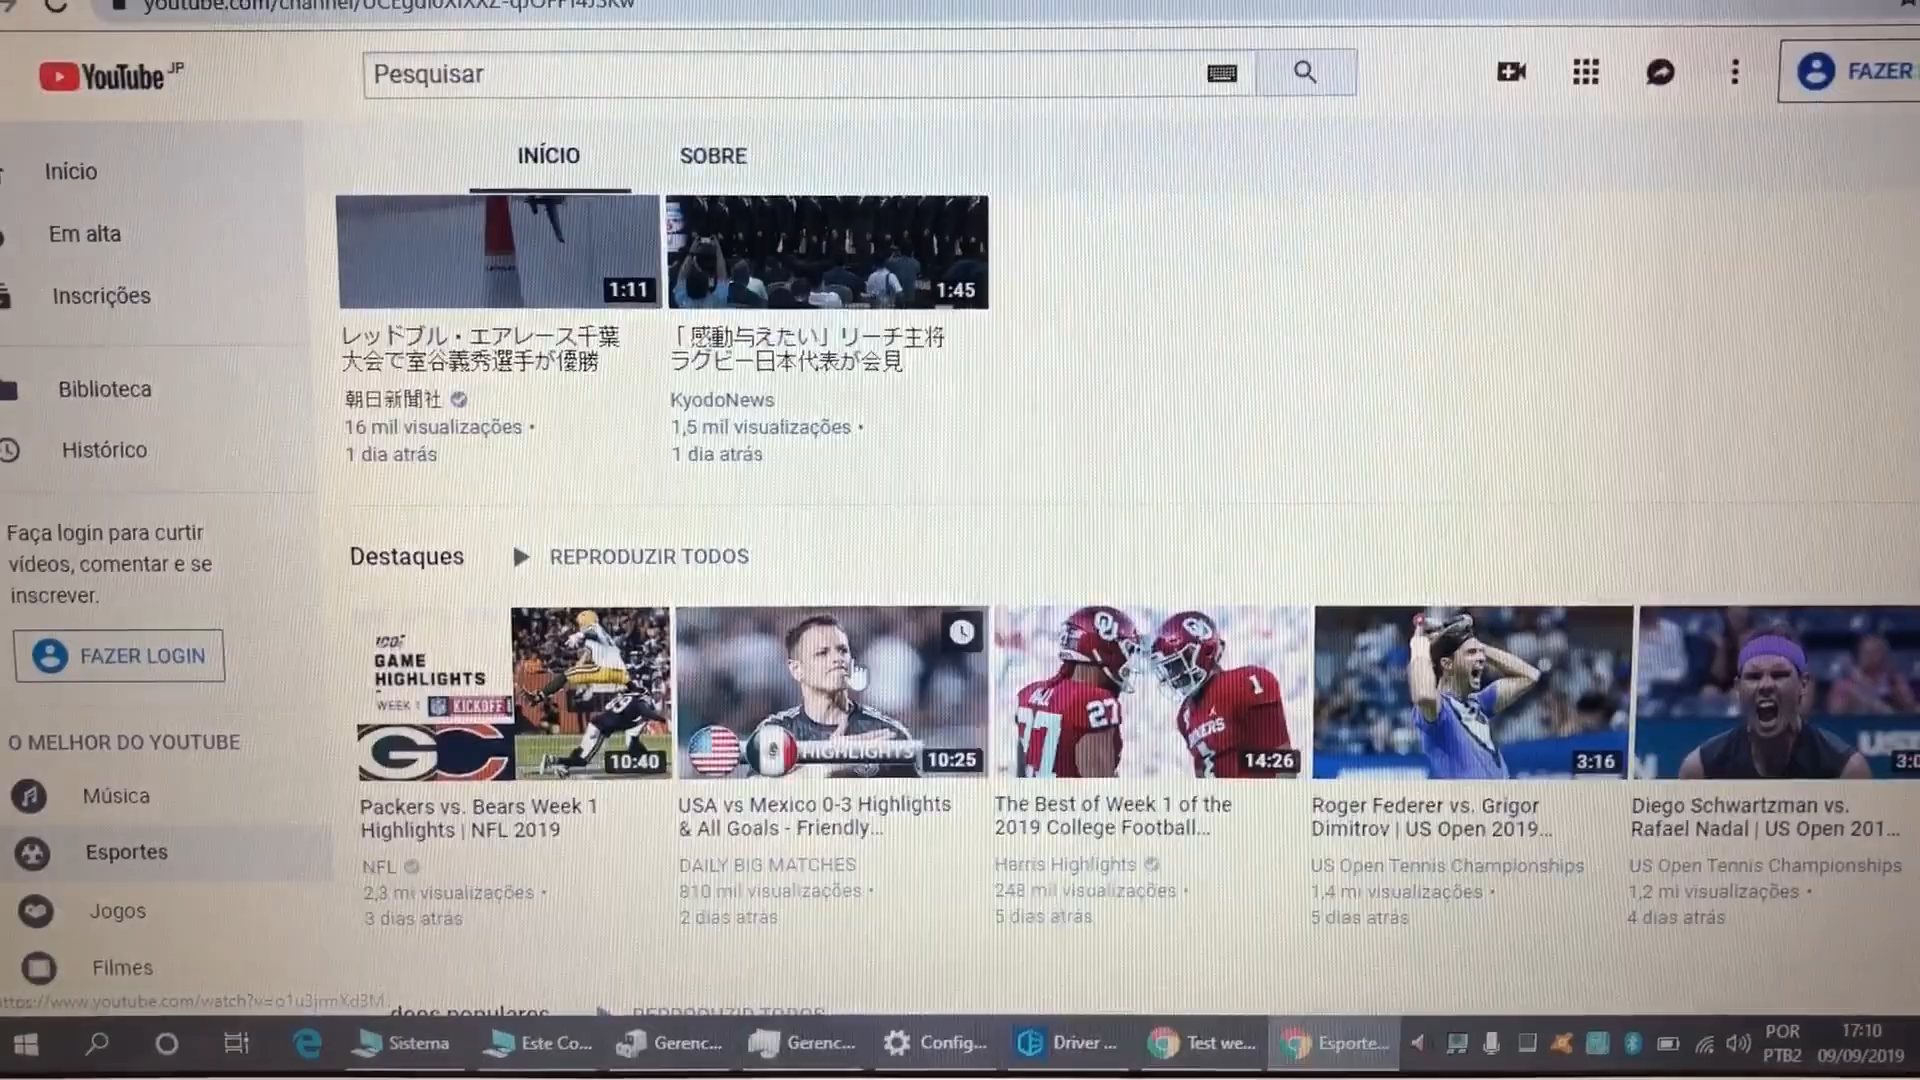 YouTube JP
Pesquisar
FAZER
INÍCIO
SOBRE
Início
Em alta
Inscrições
Biblioteca
Histórico
Faça login para curtir
vídeos, comentar e se
inscrever.
FAZER LOGIN
O MELHOR DO YOUTUBE
Música
Esportes
Jogos
Filmes
1:11
レッドブル・エアレース千葉
大会で室谷義秀選手が優勝
朝日新聞社
16 mil visualizações •
1 dia atrás
1:45
「感動与えたい」リーチ主将
ラグビー日本代表が会見
KyodoNews
1,5 mil visualizações •
1 dia atrás
Destaques
REPRODUZIR TODOS
GAME
HIGHLIGHTS
WEEK 1
KICKOFF
10:40
Packers vs. Bears Week 1
Highlights | NFL 2019
NFL
2,3 mi visualizações •
3 dias atrás
HIGHLIGHTS
10:25
USA vs Mexico 0-3 Highlights
& All Goals - Friendly...
DAILY BIG MATCHES
810 mil visualizações •
2 dias atrás
27
1
14:26
The Best of Week 1 of the
2019 College Football...
Harris Highlights
248 mil visualizações •
5 dias atrás
3:16
Roger Federer vs. Grigor
Dimitrov | US Open 2019...
US Open Tennis Championships
1,4 mi visualizações •
5 dias atrás
Diego Schwartzman vs.
Rafael Nadal | US Open 201...
US Open Tennis Championships
1,2 mi visualizações •
4 dias atrás
REPRODUZIR TODOS
Sistema
Este Co...
Gerenc...
Gerenc...
Config...
Driver ...
Test we...
Esporte...
POR
PTB2
17:10
09/09/2019